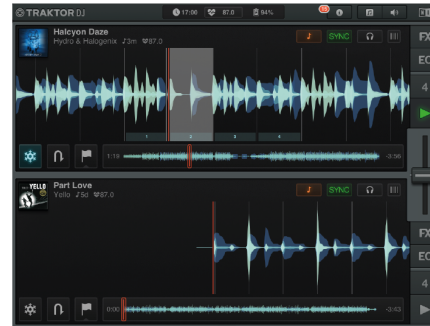 TRAKTOR DJ 17:06 87.0 94%
Halcyon Daze
Hydro & Halogenix ♪3m 87.0
SYNC
FX
EQ
4
1 2 3 4
1:19 -3:56
YELLO
Part Love
Yello ♪5d 87.0
SYNC
FX
EQ
4
0:00 -3:43